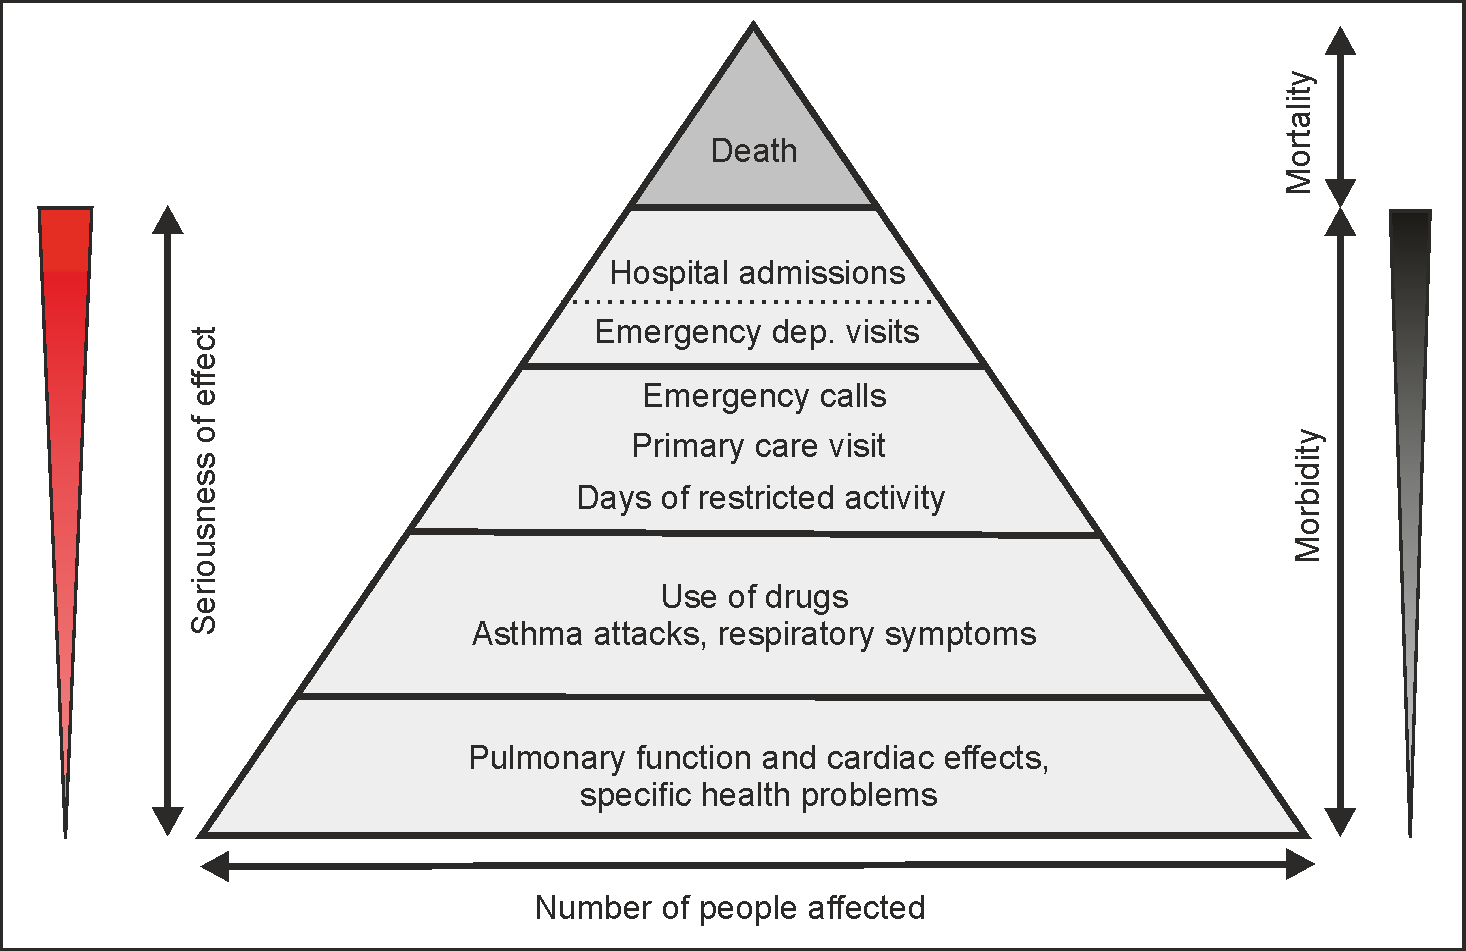 Death
Hospital admissions
Emergency dep. visits
Emergency calls
Primary care visit
Days of restricted activity
Use of drugs
Asthma attacks, respiratory symptoms
Pulmonary function and cardiac effects,
specific health problems
Number of people affected
Seriousness of effect
Mortality
Morbidity